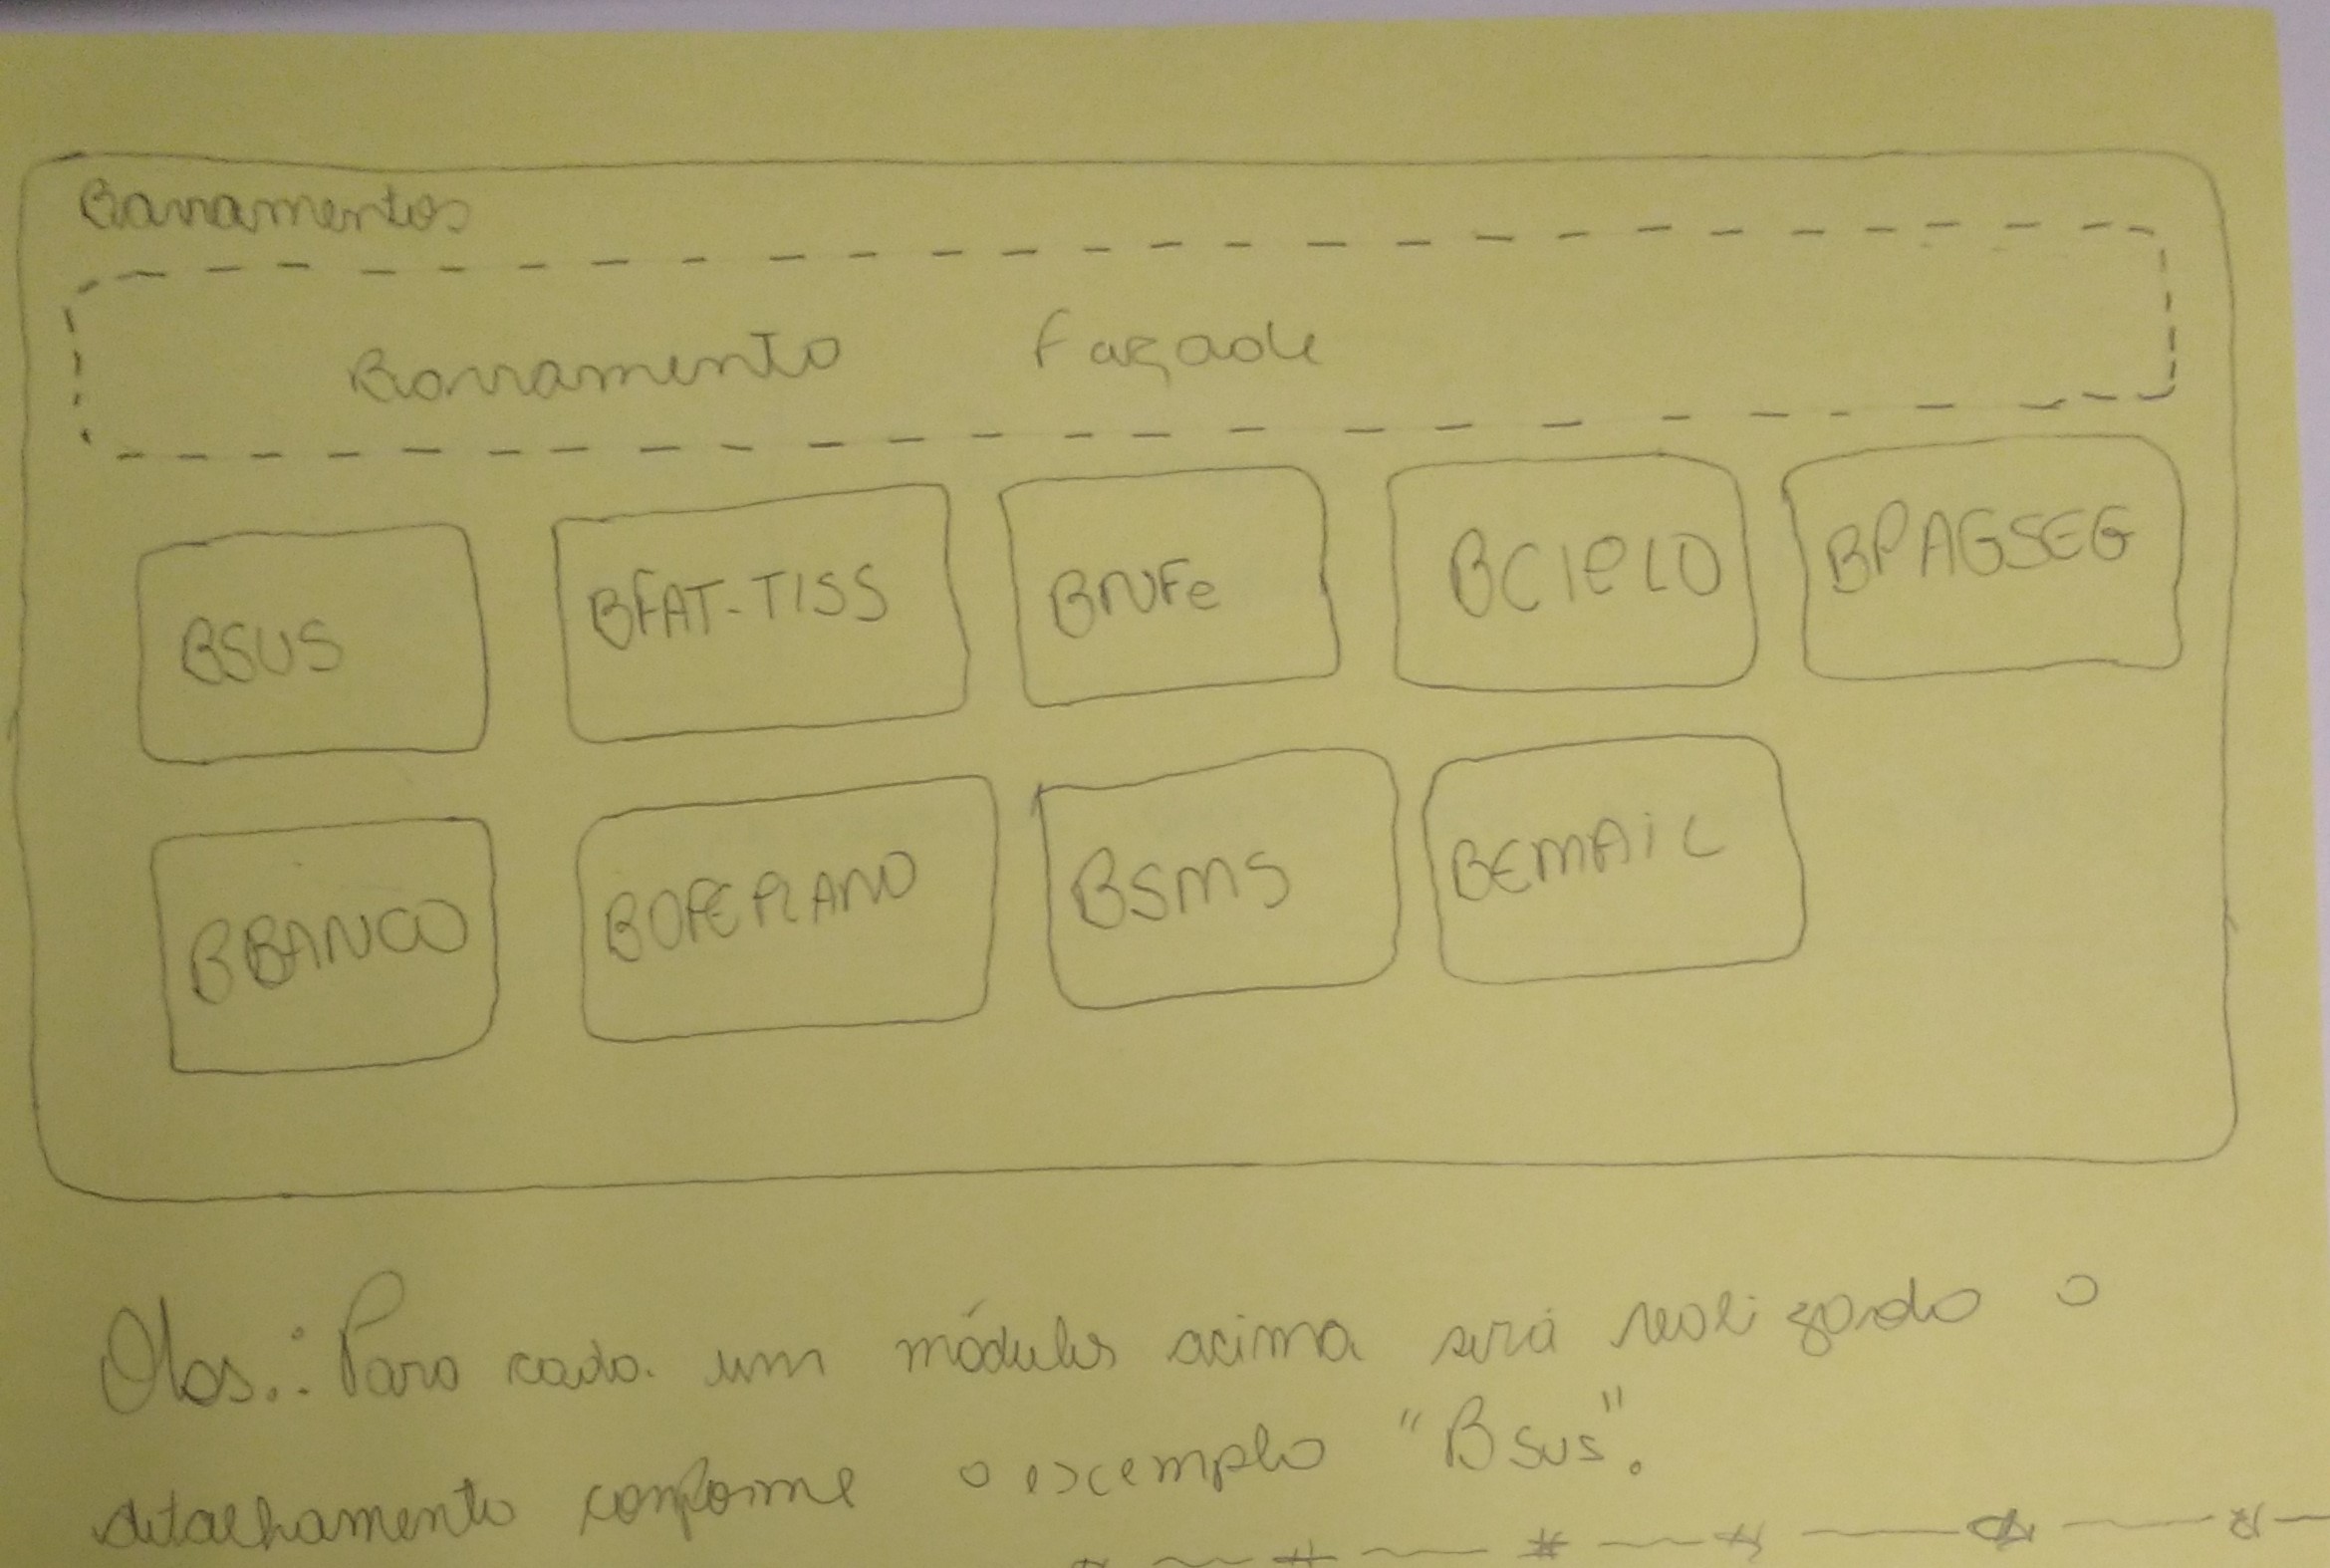 Barramentos
Barramento Façade
BSUS BFAT-TISS BNFe BCIELO BPAGSEG
BBANCO BOPEPLANO BSMS BEMAIL
Obs.: Para cada um módulos acima será realizado o
detalhamento conforme o exemplo "Bsus".